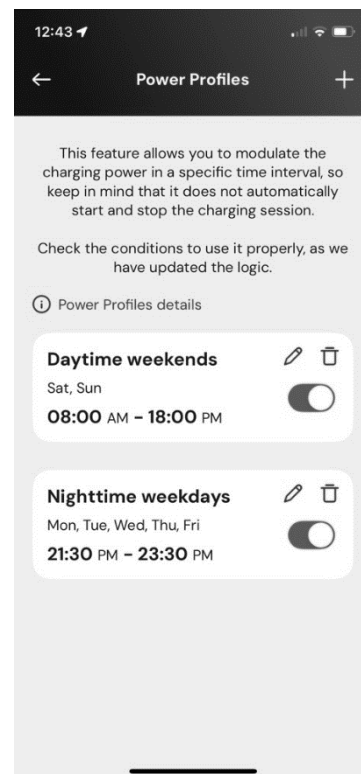 12:43
Power Profiles
This feature allows you to modulate the
charging power in a specific time interval, so
keep in mind that it does not automatically
start and stop the charging session.
Check the conditions to use it properly, as we
have updated the logic.
Power Profiles details
Daytime weekends
Sat, Sun
08:00 AM – 18:00 PM
Nighttime weekdays
Mon, Tue, Wed, Thu, Fri
21:30 PM – 23:30 PM